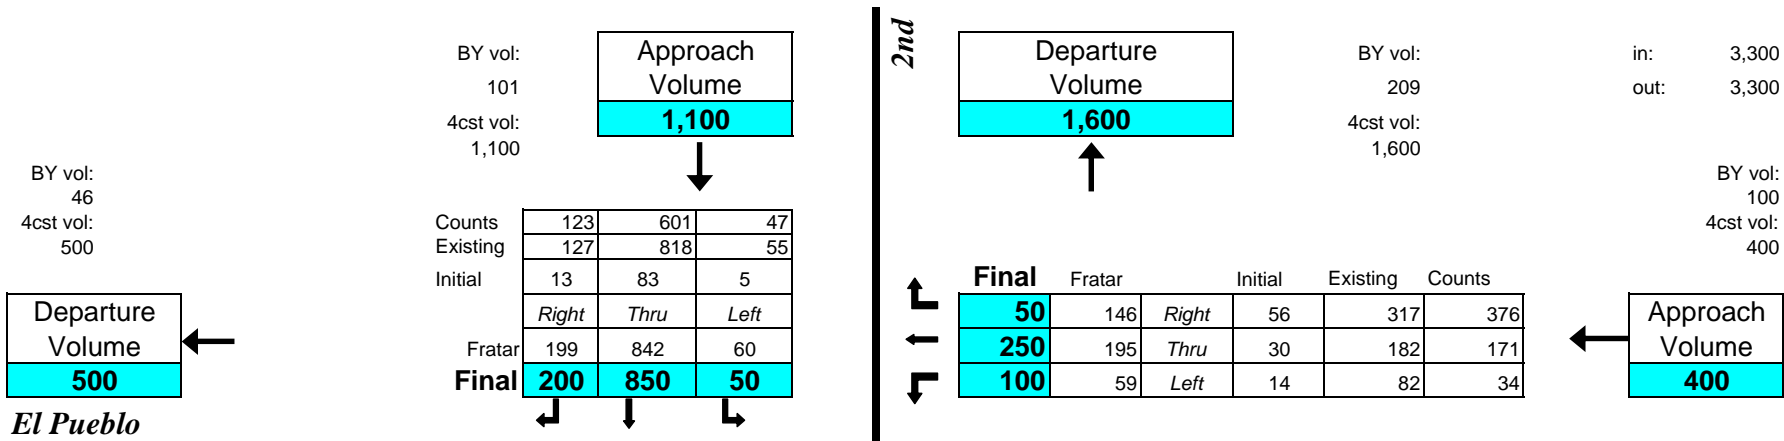 2nd
BY vol: Approach Departure BY vol: in: 3,300
101 Volume Volume 209 out: 3,300
4cst vol: 1,100 1,600 4cst vol:
1,100 1,600
BY vol: BY vol:
46 100
4cst vol: Counts 123 601 47 4cst vol:
500 Existing 127 818 55 400
Initial 13 83 5 Final Fratar Initial Existing Counts
Departure Right Thru Left 50 146 Right 56 317 376 Approach
Volume Fratar 199 842 60 250 195 Thru 30 182 171 Volume
500 Final 200 850 50 100 59 Left 14 82 34 400
El Pueblo